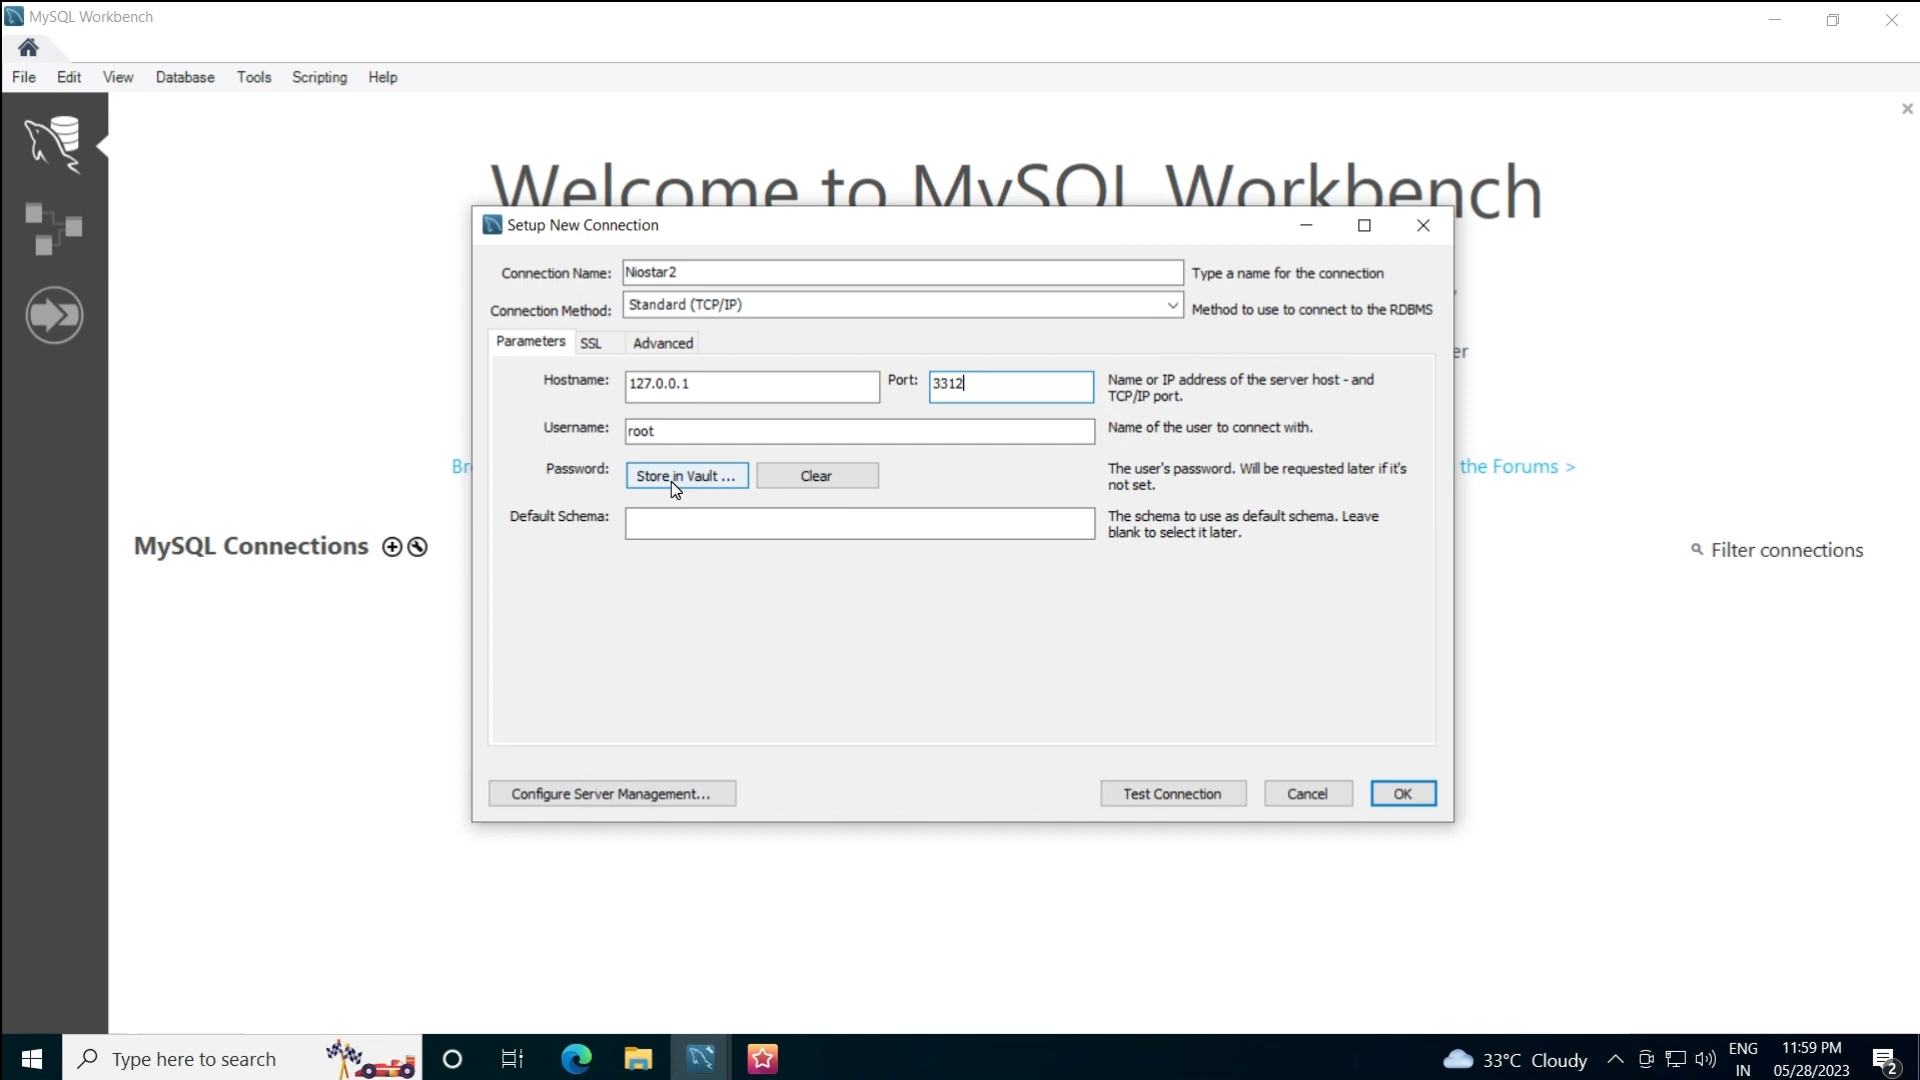 MySQL Workbench
File Edit View Database Tools Scripting Help
Welcome to MySQL Workbench
Setup New Connection
Connection Name: Niostar2 Type a name for the connection
Connection Method: Standard (TCP/IP) Method to use to connect to the RDBMS
Parameters SSL Advanced
er
Hostname: 127.0.0.1 Port: 3312 Name or IP address of the server host - and
TCP/IP port.
Username: root Name of the user to connect with.
Br
the Forums >
Password: Store in Vault ... Clear The user's password. Will be requested later if it's
not set.
Default Schema: The schema to use as default schema. Leave
blank to select it later.
MySQL Connections
Filter connections
Configure Server Management... Test Connection Cancel OK
Type here to search
33°C Cloudy
ENG
IN
11:59 PM
05/28/2023
2